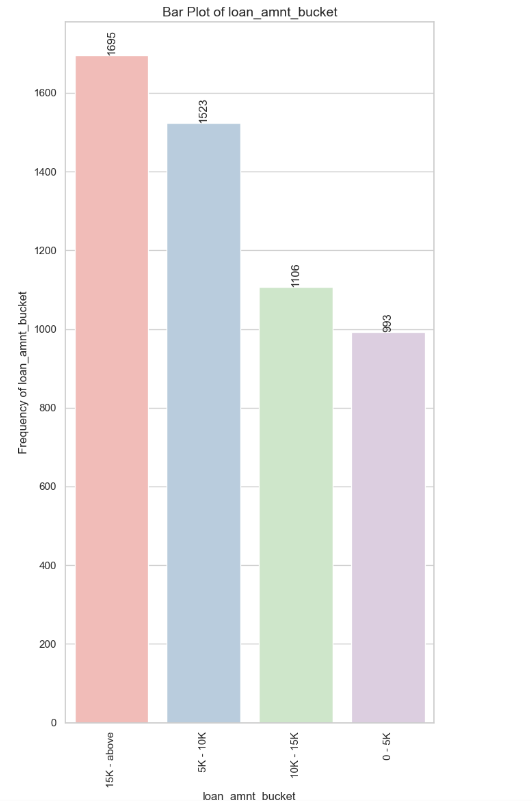 Bar Plot of loan_amnt_bucket
1695
1523
1106
993
1600
1400
1200
1000
800
600
400
200
0
Frequency of loan_amnt_bucket
15K - above
5K - 10K
10K - 15K
0 - 5K
loan_amnt_bucket